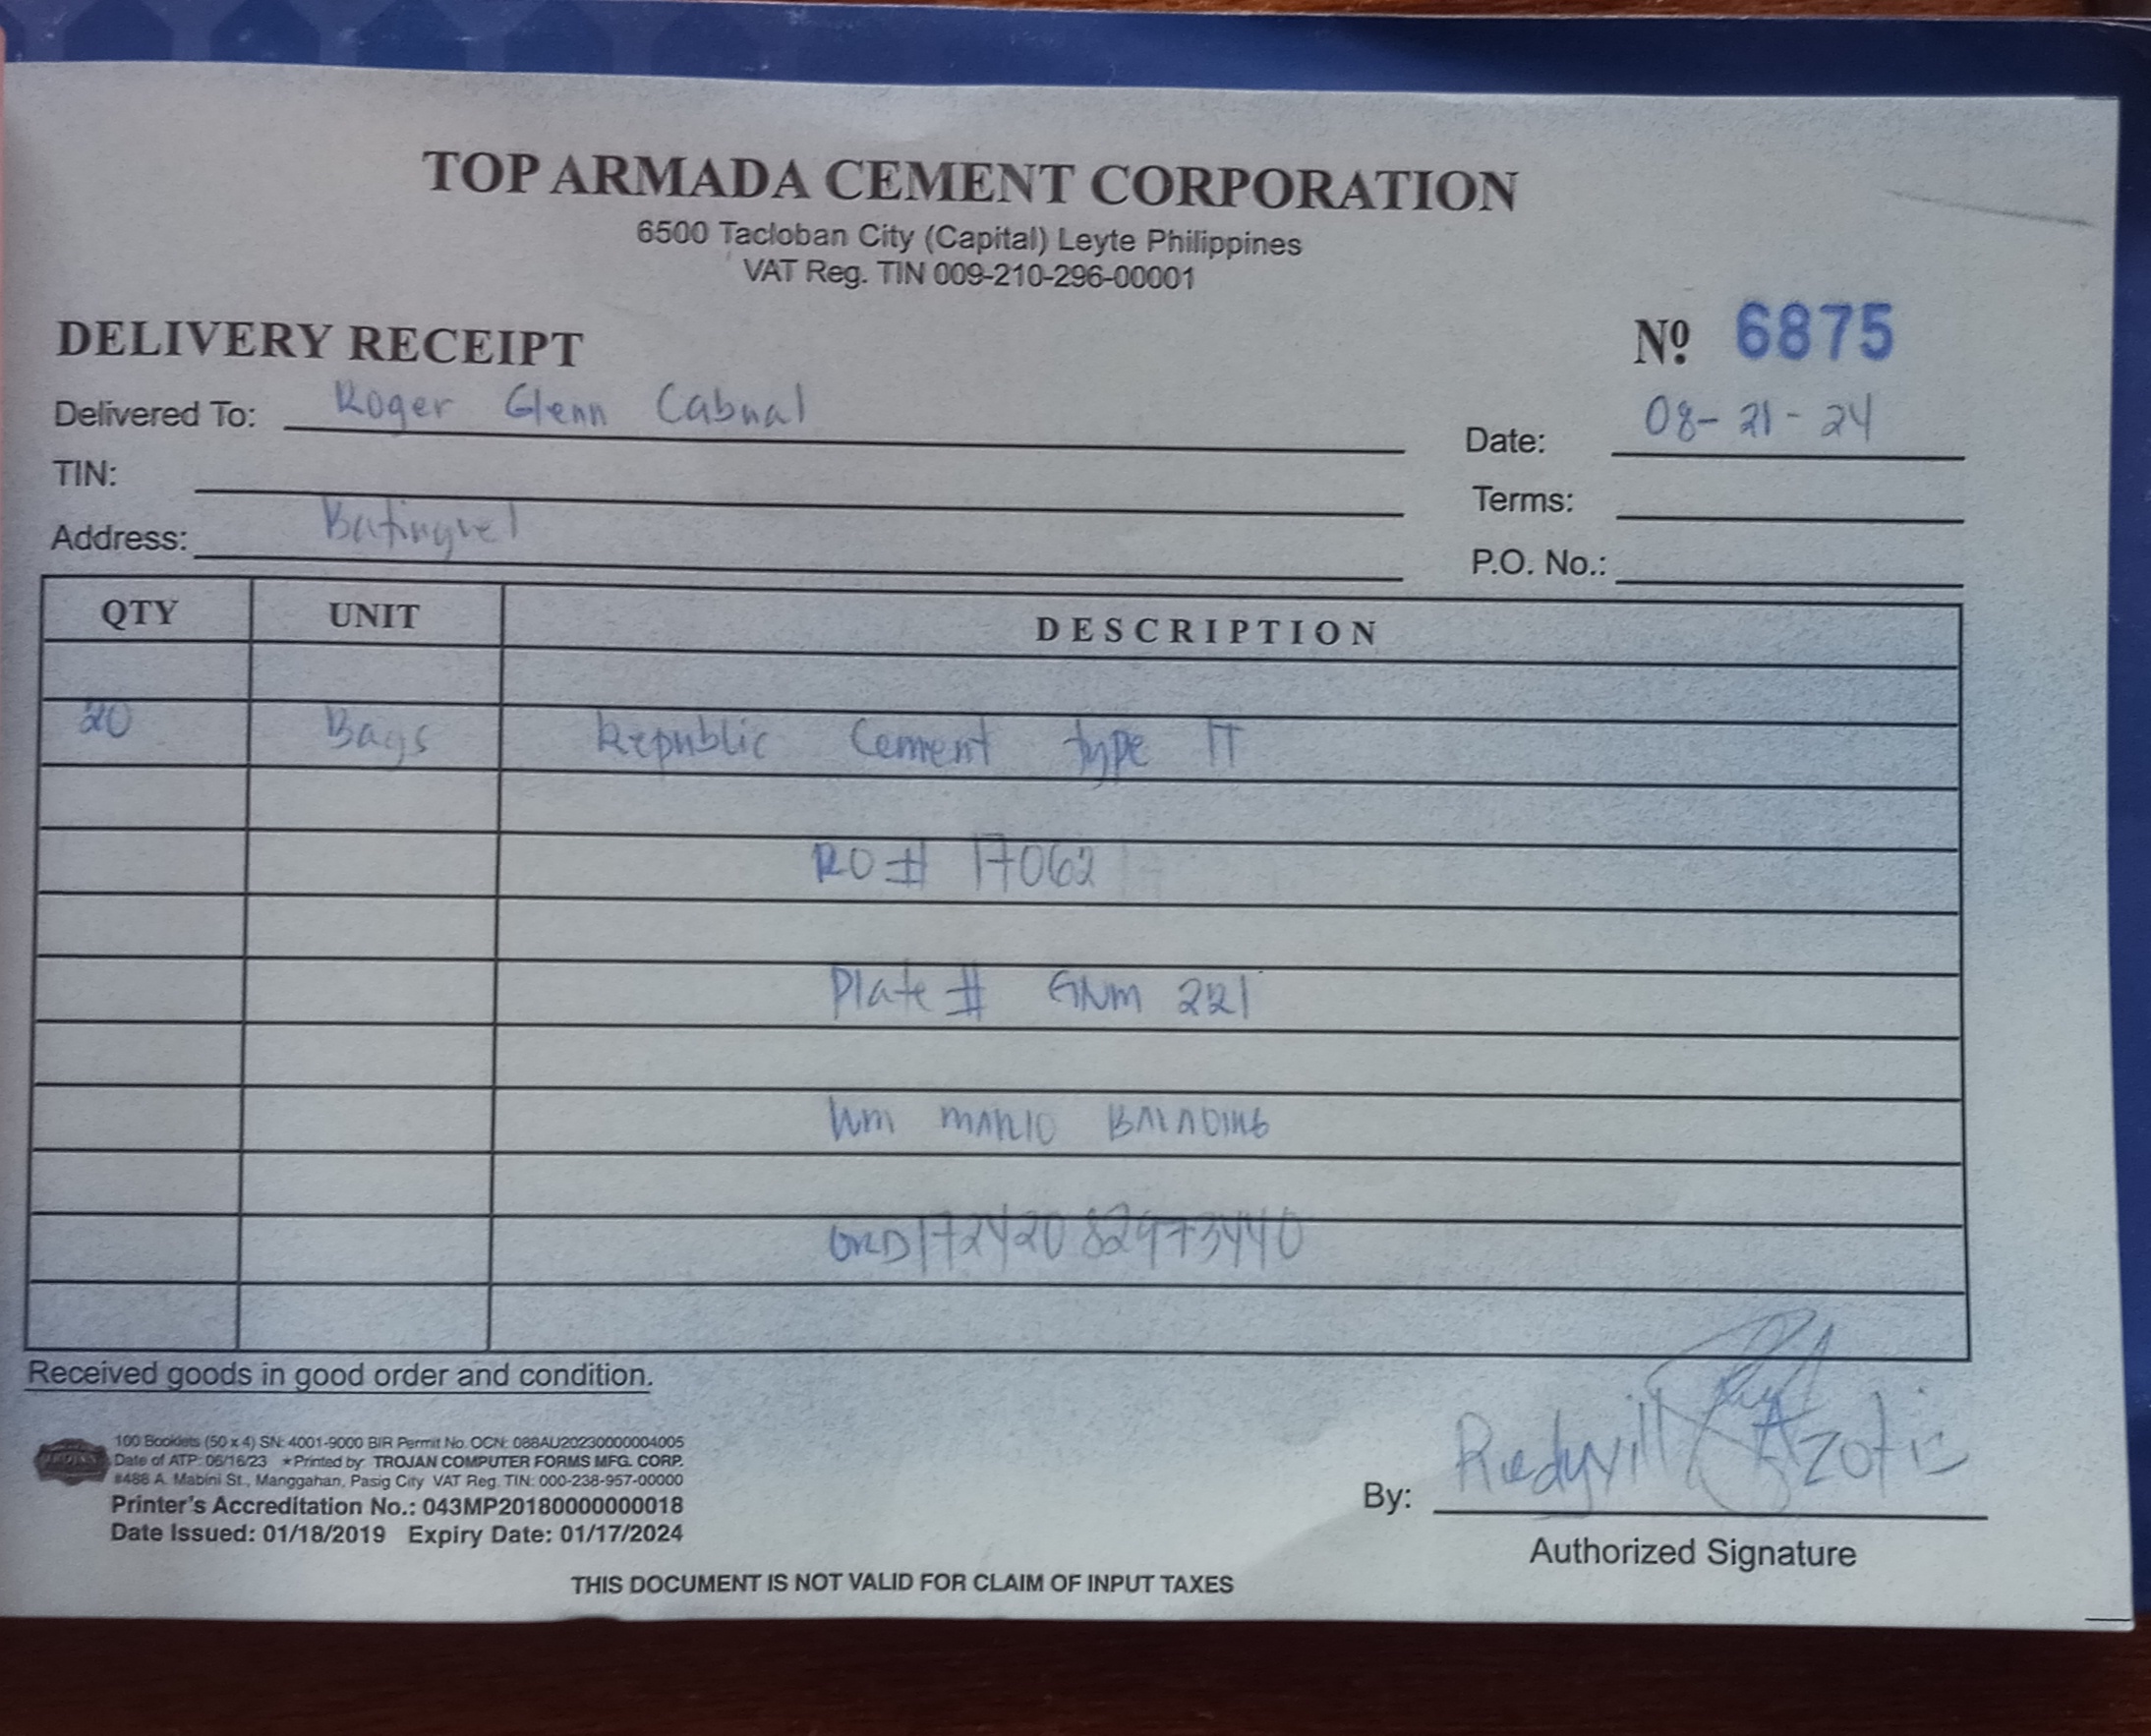 TOP ARMADA CEMENT CORPORATION
6500 Tacloban City (Capital) Leyte Philippines
VAT Reg. TIN 009-210-296-00001
DELIVERY RECEIPT
Nº 6875
Delivered To: Roger Glenn Cabual
Date: 08-21-24
TIN:
Terms:
Address:
P.O. No.:
QTY UNIT DESCRIPTION
20 Bags Republic Cement type 1T
RO# 17062
Plate # GNM 221
MARIO
ORD17242082973440
Received goods in good order and condition.
100 Booklets (50 x 4) SN: 4001-9000 BIR Permit No. OCN: 088AU20230000004005
Date of ATP: 06/16/23 ★Printed by: TROJAN COMPUTER FORMS MFG. CORP.
#486 A. Mabini St., Manggahan, Pasig City VAT Reg. TIN: 000-238-957-00000
Printer's Accreditation No.: 043MP20180000000018
Date Issued: 01/18/2019 Expiry Date: 01/17/2024
By:
Authorized Signature
THIS DOCUMENT IS NOT VALID FOR CLAIM OF INPUT TAXES